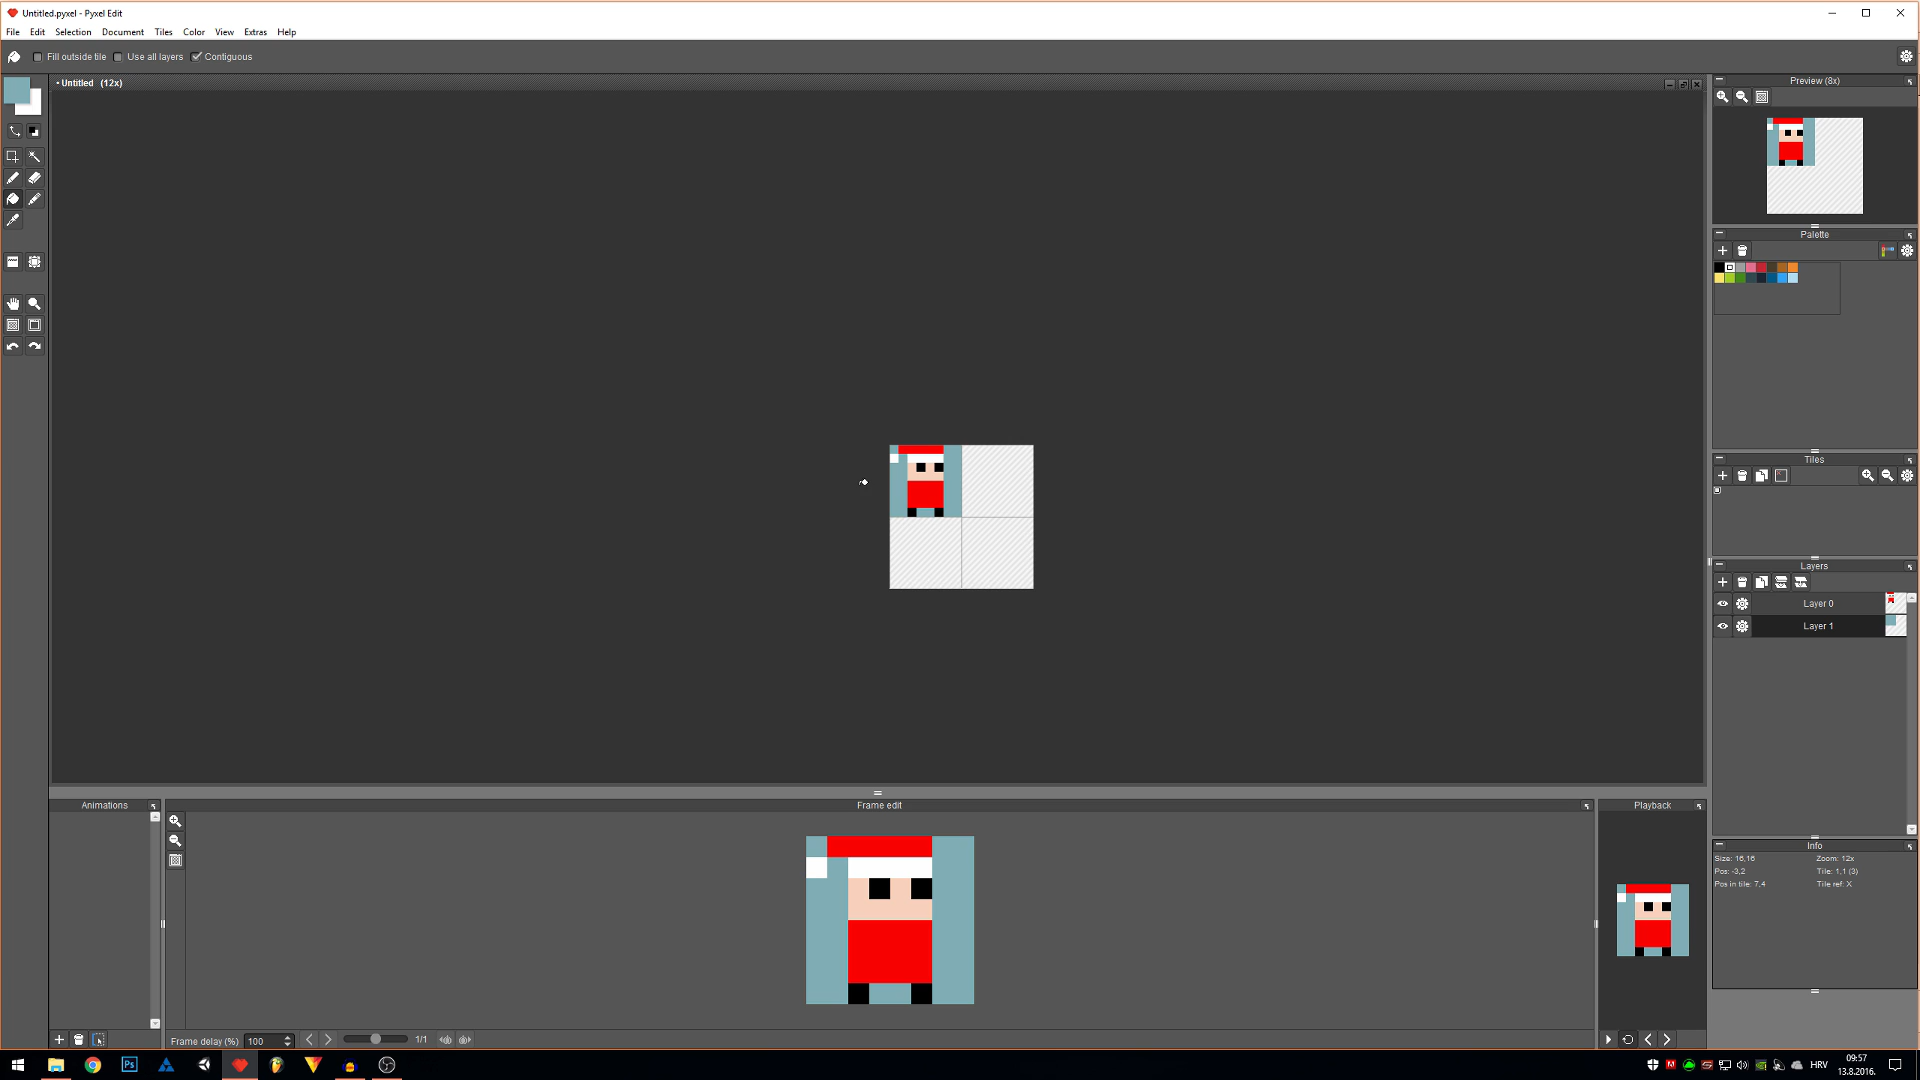 Untitled.pyxel - Pyxel Edit
File Edit Selection Document Tiles Color View Extras Help
Fill outside tile Use all layers Contiguous
• Untitled (12x)
Preview (8x)
Palette
Tiles
Layers
Layer 0
Layer 1
Animations
Frame edit
Playback
Info
Size: 16,16 Zoom: 12x
Pos: -3,2 Tile: 1,1 (3)
Pos in tile: 7,4 Tile ref: X
Frame delay (%) 100 1/1
Ps
HRV
09:57
13.8.2016.